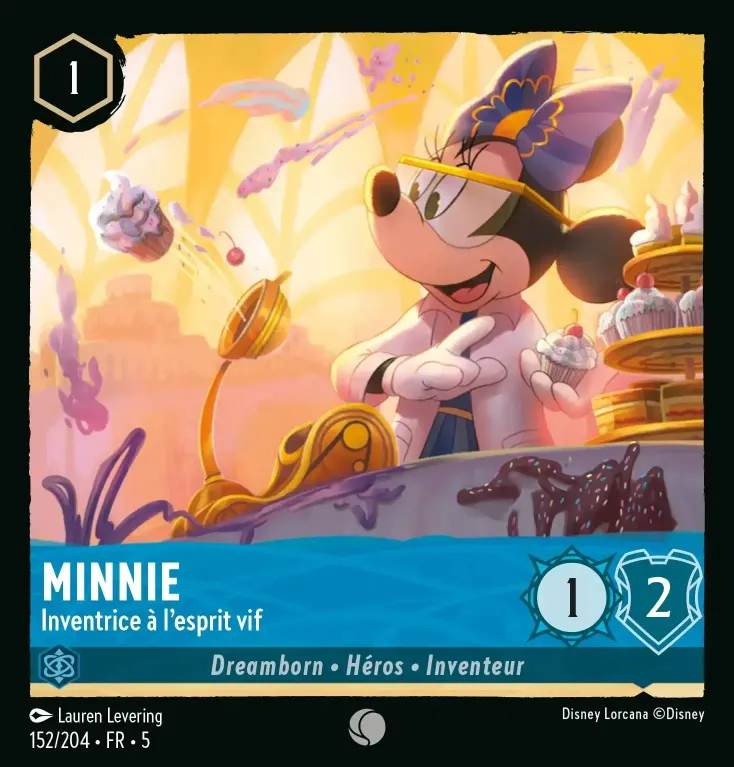 1
MINNIE
Inventrice à l'esprit vif
1
2
Dreamborn • Héros • Inventeur
Lauren Levering
Disney Lorcana ©Disney
152/204 • FR • 5